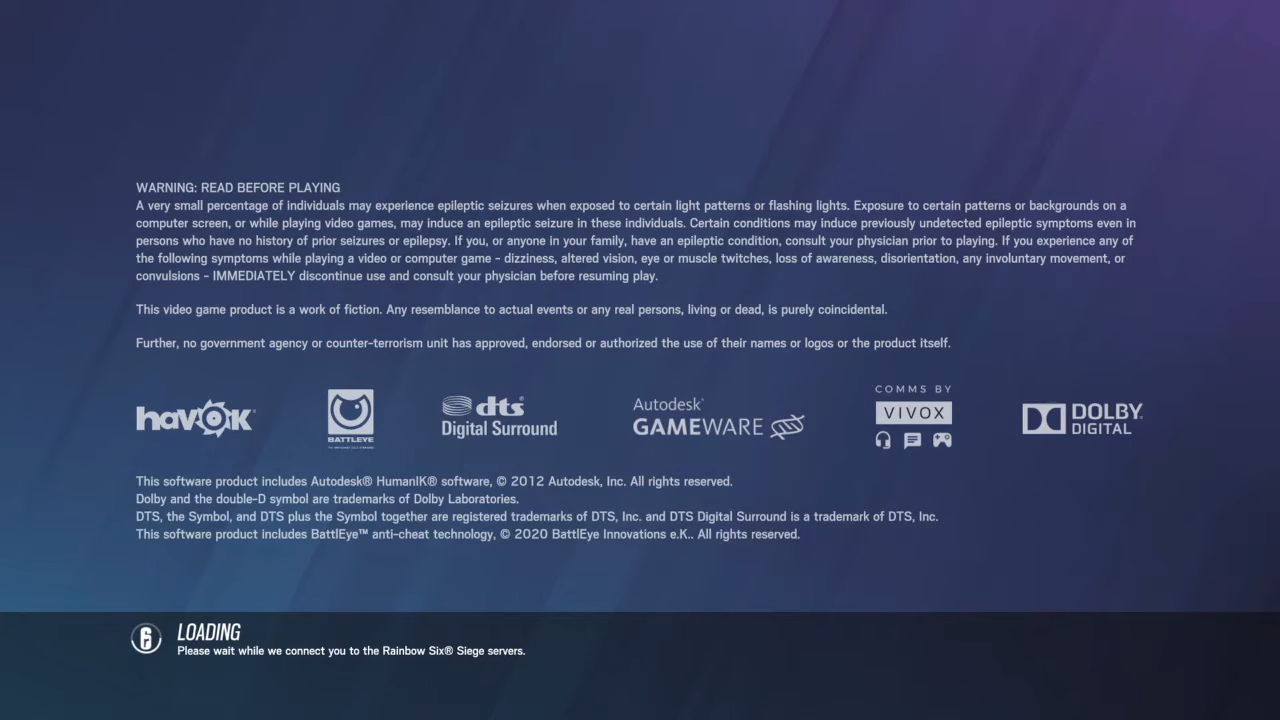 WARNING: READ BEFORE PLAYING
A very small percentage of individuals may experience epileptic seizures when exposed to certain light patterns or flashing lights. Exposure to certain patterns or backgrounds on a
computer screen, or while playing video games, may induce an epileptic seizure in these individuals. Certain conditions may induce previously undetected epileptic symptoms even in
persons who have no history of prior seizures or epilepsy. If you, or anyone in your family, have an epileptic condition, consult your physician prior to playing. If you experience any of
the following symptoms while playing a video or computer game - dizziness, altered vision, eye or muscle twitches, loss of awareness, disorientation, any involuntary movement, or
convulsions - IMMEDIATELY discontinue use and consult your physician before resuming play.
This video game product is a work of fiction. Any resemblance to actual events or any real persons, living or dead, is purely coincidental.
Further, no government agency or counter-terrorism unit has approved, endorsed or authorized the use of their names or logos or the product itself.
havOk
BATTLEYE
dts
Digital Surround
Autodesk®
GAMEWARE
COMMS BY
VIVOX
DOLBY
DIGITAL
This software product includes Autodesk® HumanIK® software, © 2012 Autodesk, Inc. All rights reserved.
Dolby and the double-D symbol are trademarks of Dolby Laboratories.
DTS, the Symbol, and DTS plus the Symbol together are registered trademarks of DTS, Inc. and DTS Digital Surround is a trademark of DTS, Inc.
This software product includes BattlEye™ anti-cheat technology, © 2020 BattlEye Innovations e.K.. All rights reserved.
6
LOADING
Please wait while we connect you to the Rainbow Six® Siege servers.